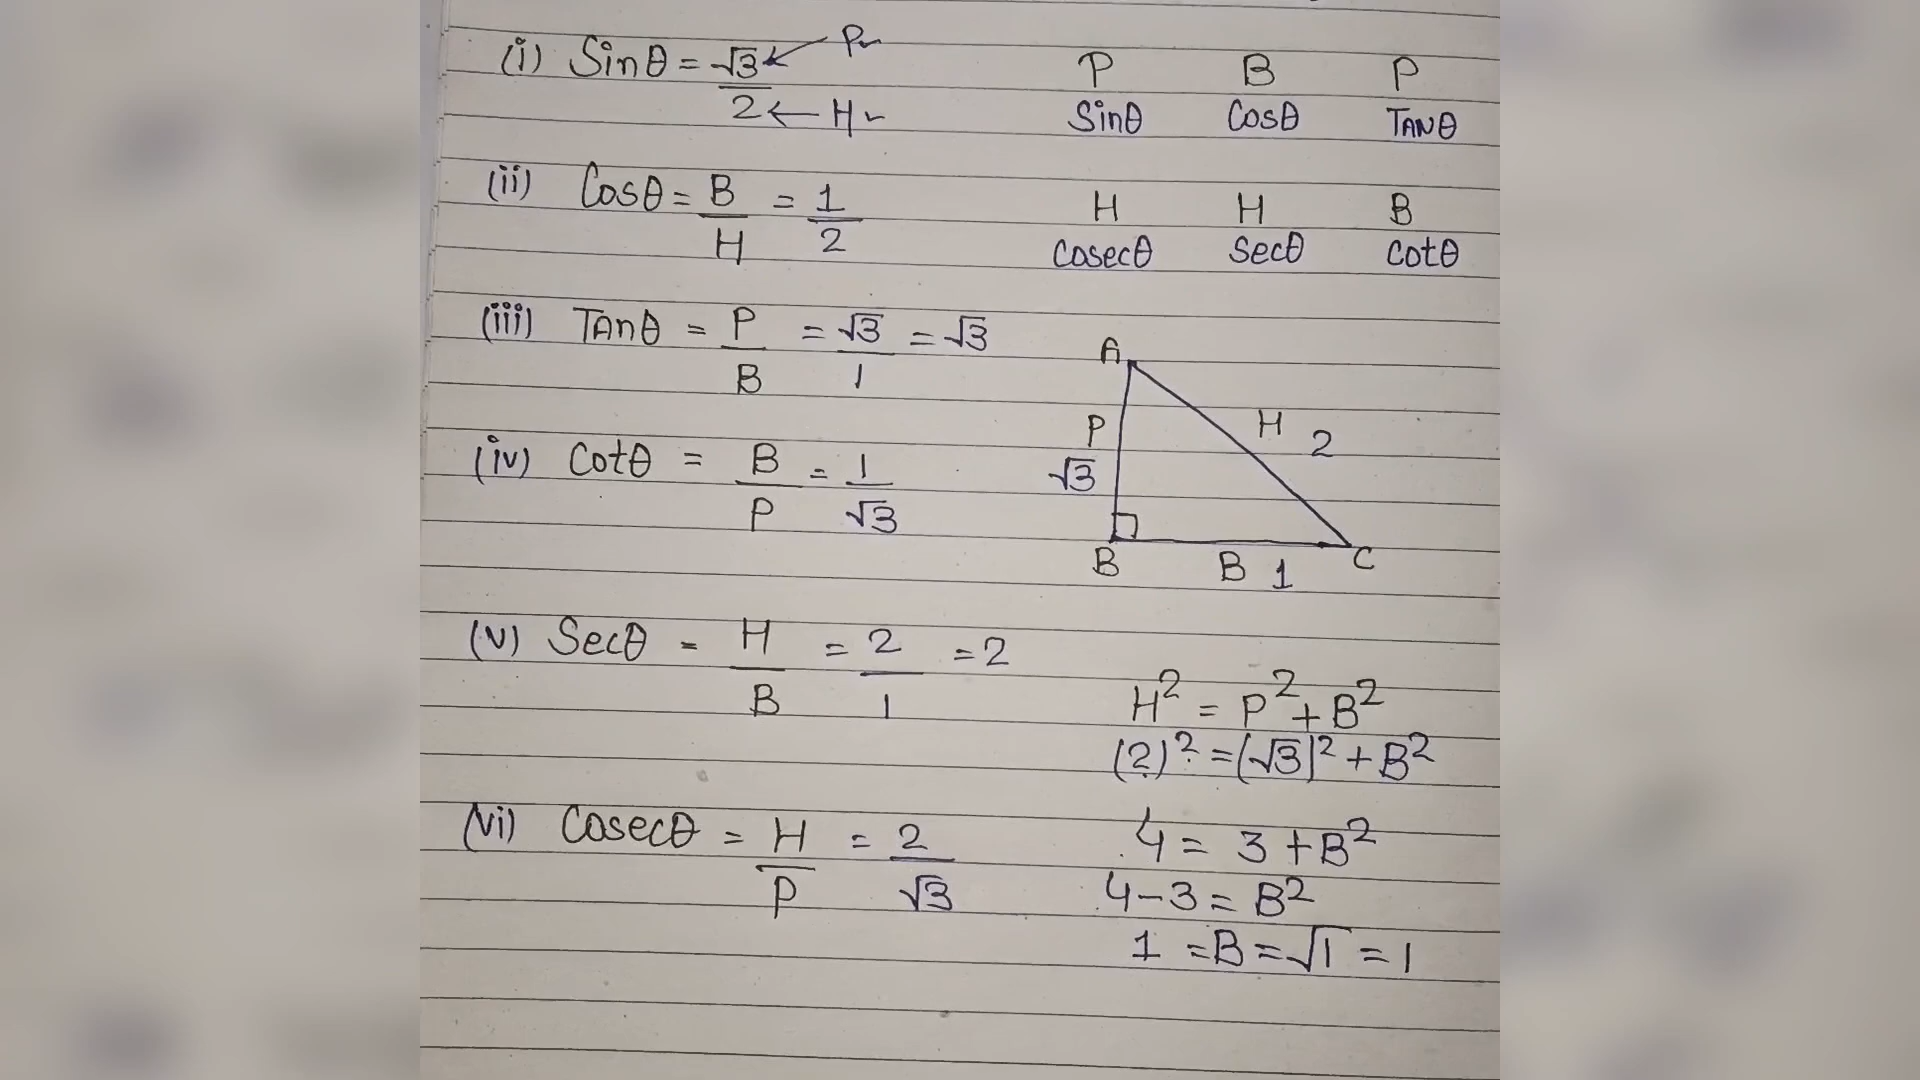 (i) Sinθ = √3 ← P
2 ← H
(ii) Cosθ = B/H = 1/2
(iii) TAnθ = P/B = √3/1 = √3
(iv) Cotθ = B/P = 1/√3
(v) Secθ = H/B = 2/1 = 2
(vi) Cosecθ = H/P = 2/√3
P B P
Sinθ Cosθ TANθ
H H B
Cosecθ Secθ Cotθ
A
P
√3
H 2
B
B 1
C
H² = P² + B²
(2)² = (√3)² + B²
4 = 3 + B²
4 - 3 = B²
1 = B = √1 = 1